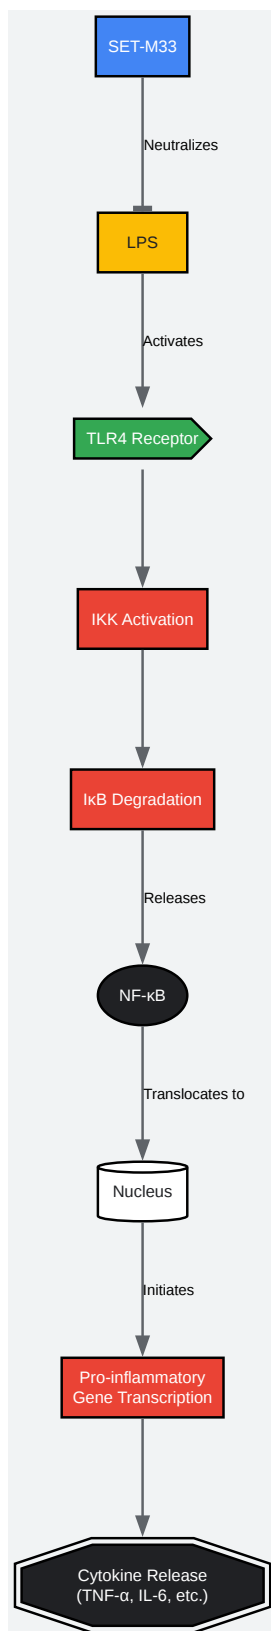 SET-M33
Neutralizes
LPS
Activates
TLR4 Receptor
IKK Activation
IκB Degradation
Releases
NF-κB
Translocates to
Nucleus
Initiates
Pro-inflammatory
Gene Transcription
Cytokine Release
(TNF-α, IL-6, etc.)